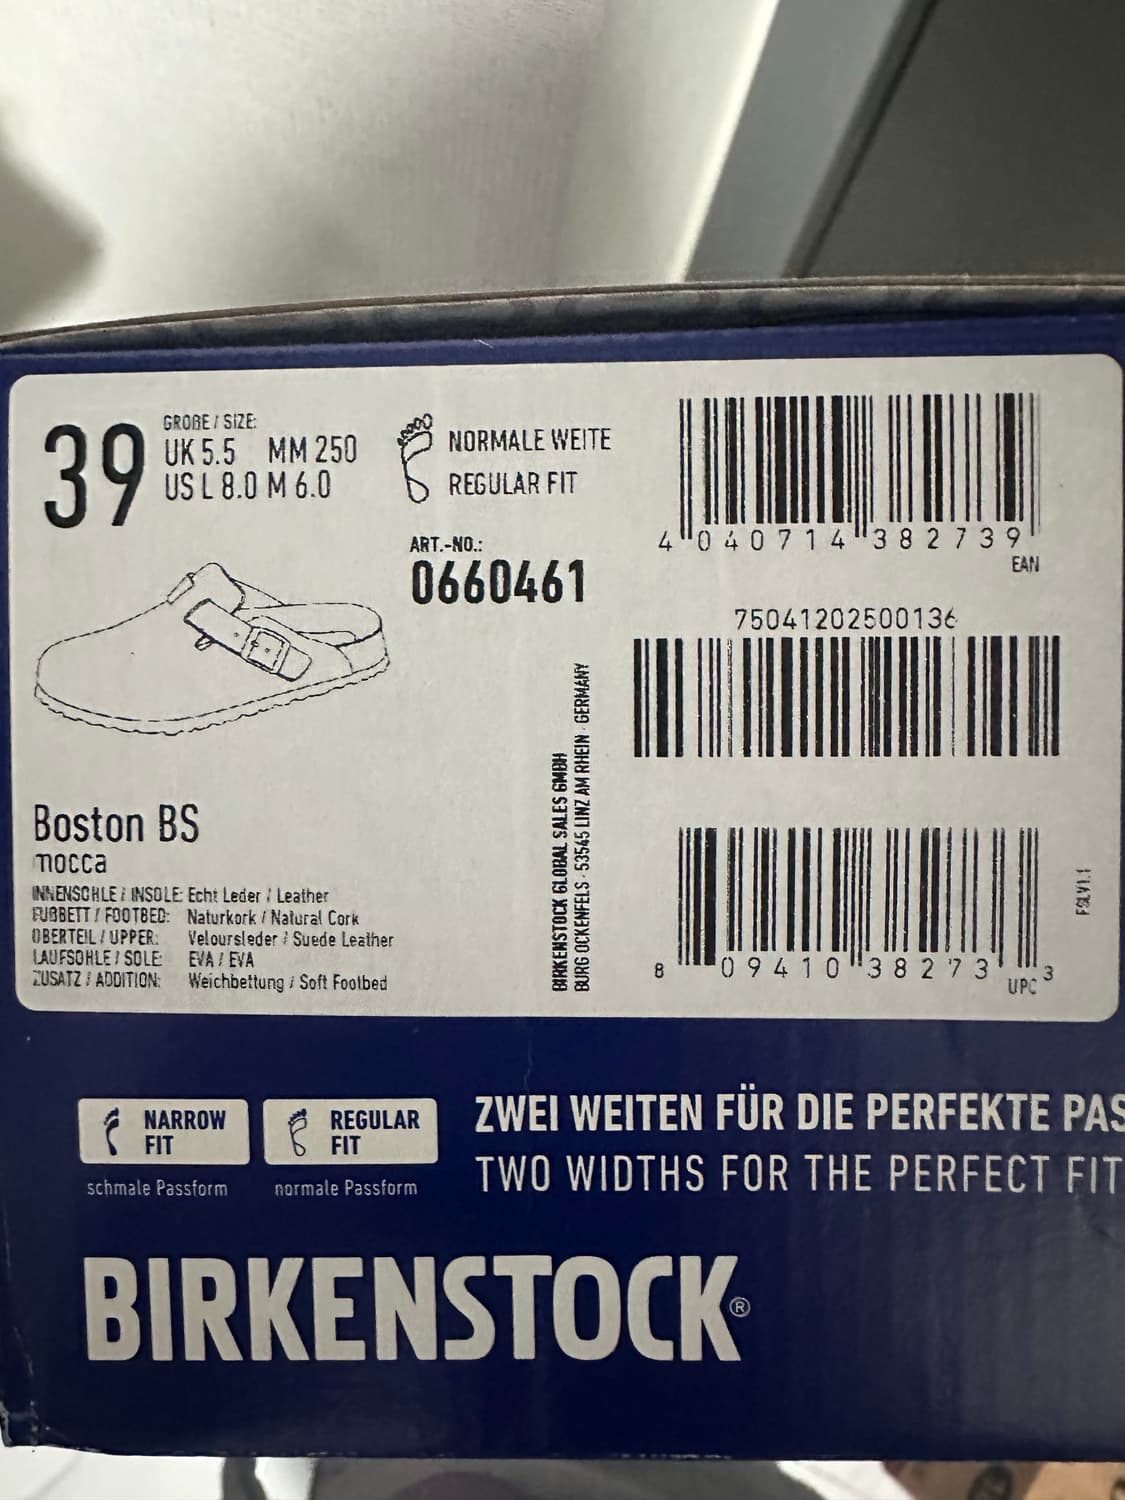 39
GRÖBE / SIZE:
UK 5.5 MM 250
US L 8.0 M 6.0
NORMALE WEITE
REGULAR FIT
ART.-NO.:
0660461
4 040714 382739
EAN
75041202500136
8 09410 38273 3
UPC
FSLV1.1
BIRKENSTOCK GLOBAL SALES GMBH
BURG OCKENFELS · 53545 LINZ AM RHEIN · GERMANY
Boston BS
mocca
INNENSOHLE / INSOLE: Echt Leder / Leather
FUßBETT / FOOTBED: Naturkork / Natural Cork
OBERTEIL / UPPER: Veloursleder / Suede Leather
LAUFSOHLE / SOLE: EVA / EVA
ZUSATZ / ADDITION: Weichbettung / Soft Footbed
NARROW
FIT
schmale Passform
REGULAR
FIT
normale Passform
ZWEI WEITEN FÜR DIE PERFEKTE PAS
TWO WIDTHS FOR THE PERFECT FIT
BIRKENSTOCK®